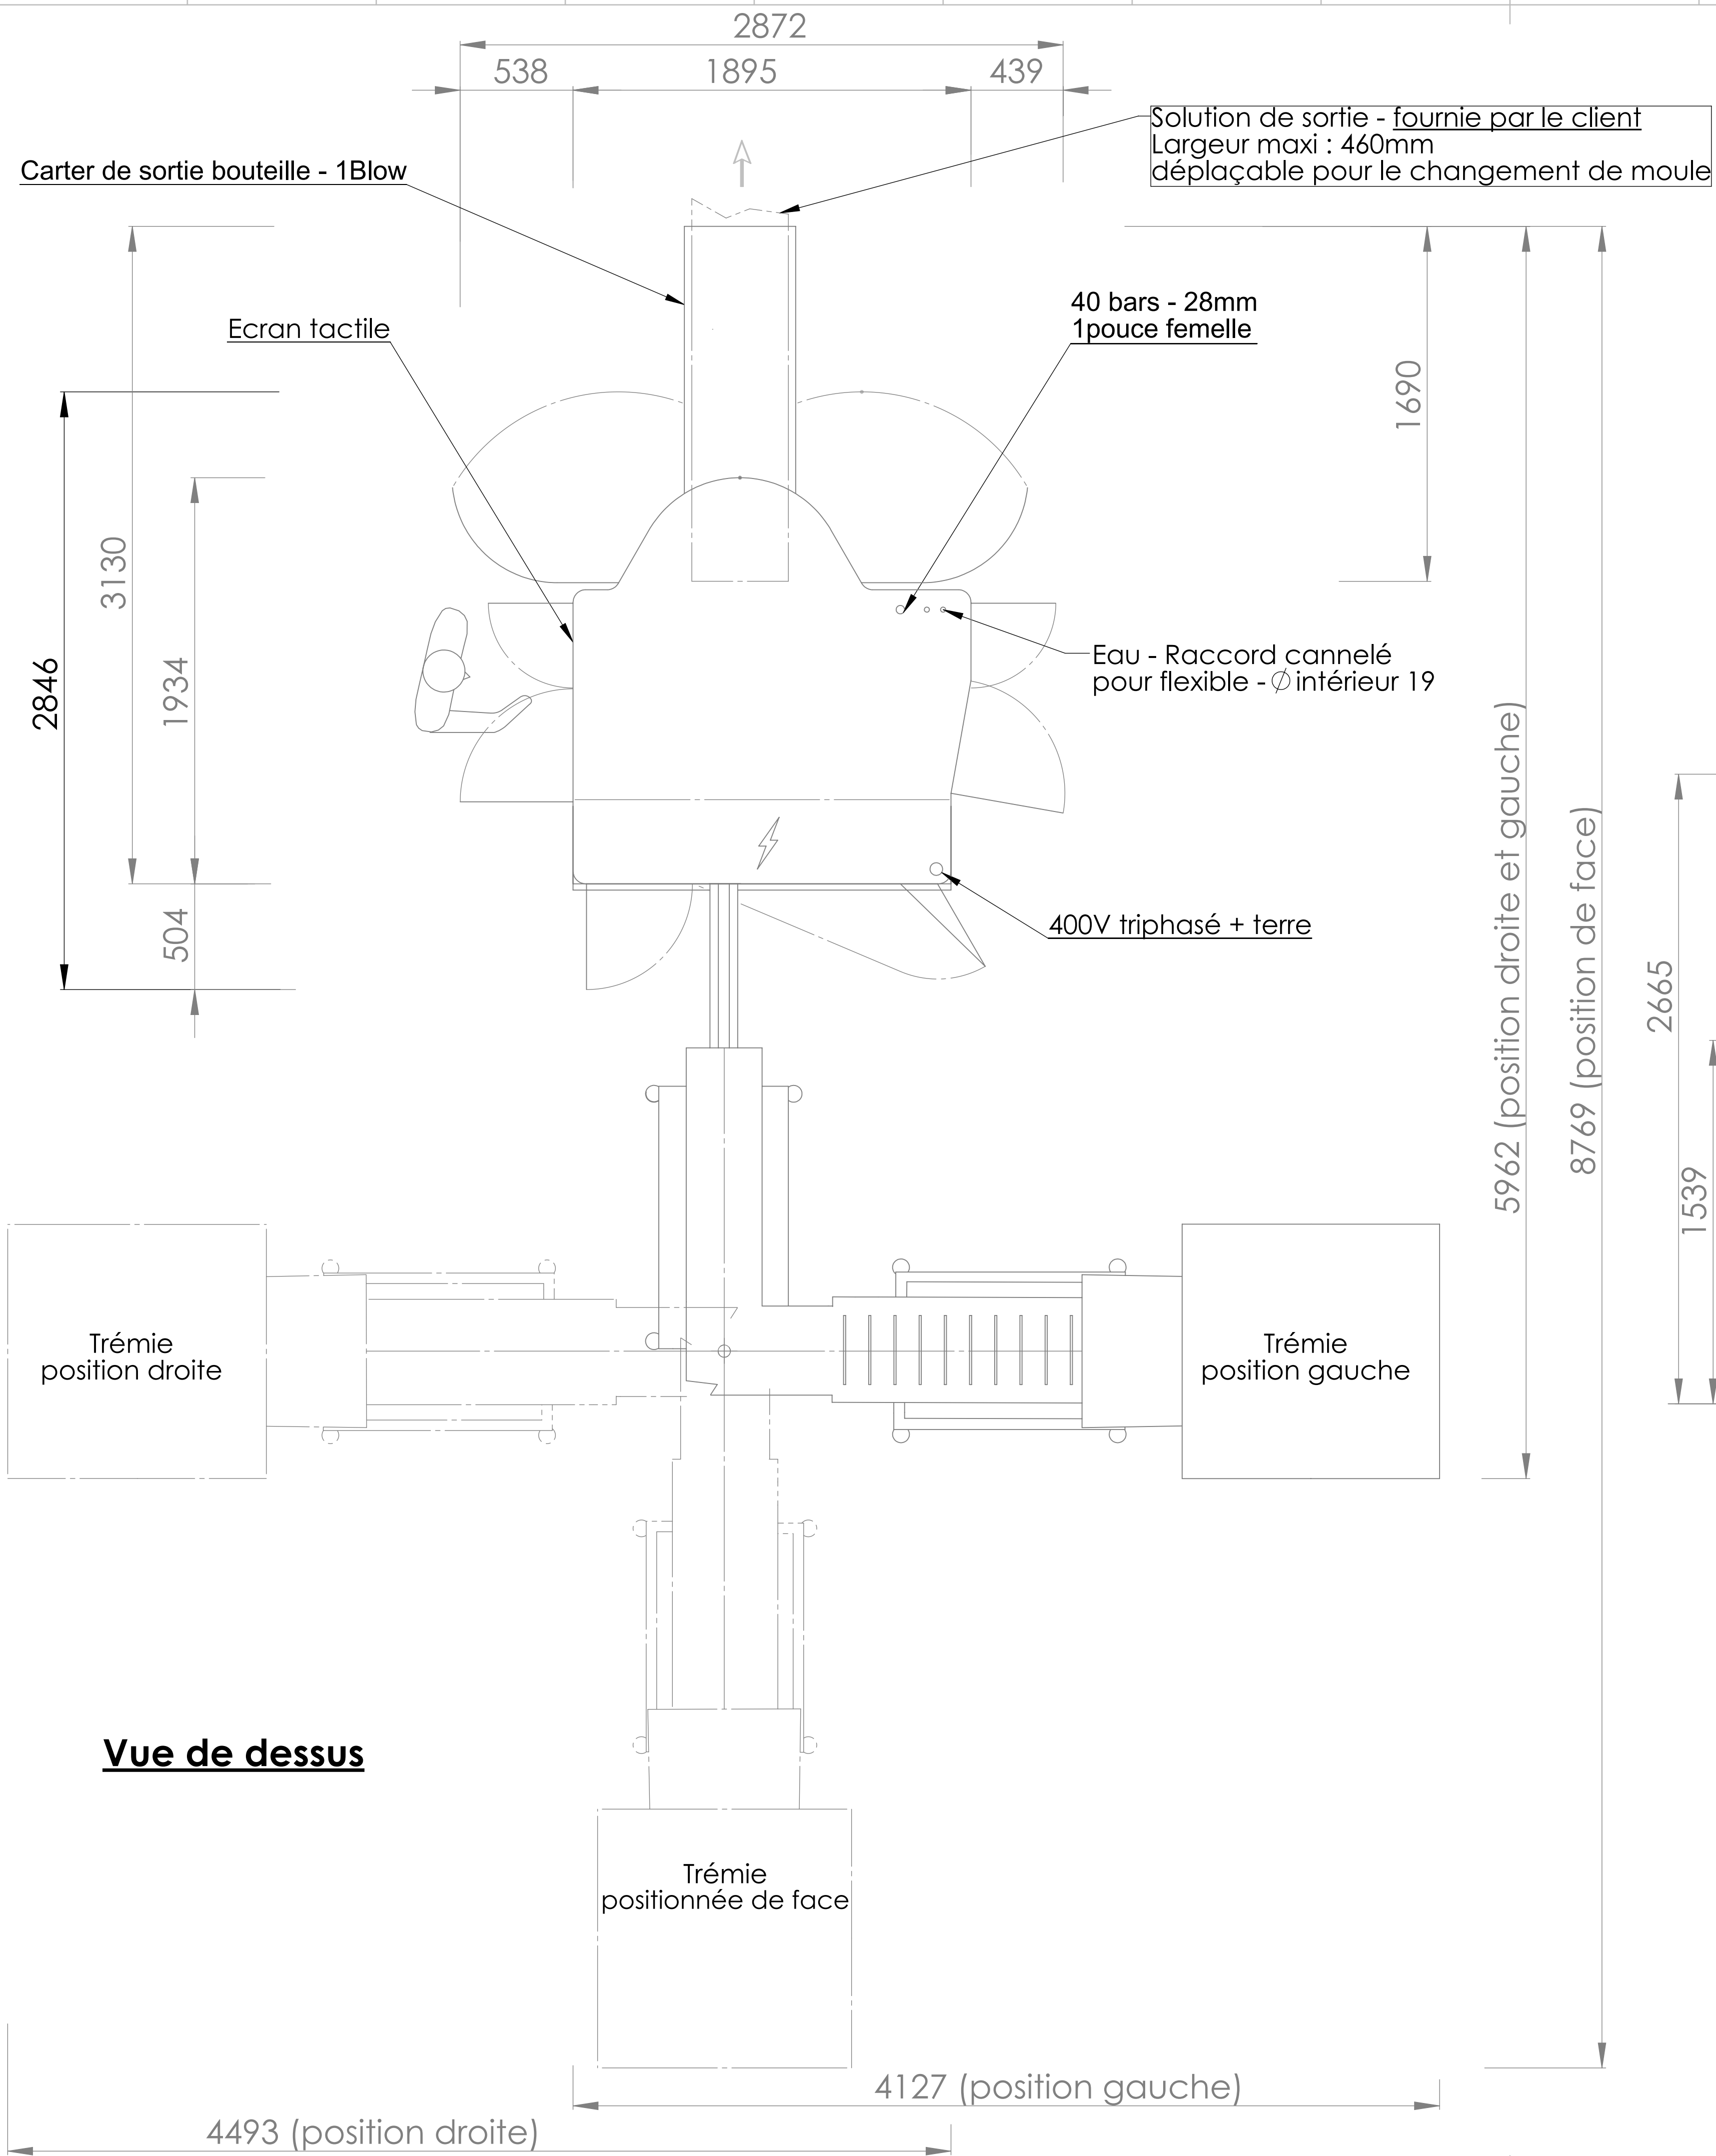 2872
538
1895
439
Solution de sortie - fournie par le client
Largeur maxi : 460mm
déplaçable pour le changement de moule
Carter de sortie bouteille - 1Blow
40 bars - 28mm
1pouce femelle
Ecran tactile
1690
3130
2846
1934
Eau - Raccord cannelé
pour flexible - ∅ intérieur 19
504
400V triphasé + terre
5962 (position droite et gauche)
8769 (position de face)
2665
1539
Trémie
position droite
Trémie
position gauche
Vue de dessus
Trémie
positionnée de face
4127 (position gauche)
4493 (position droite)